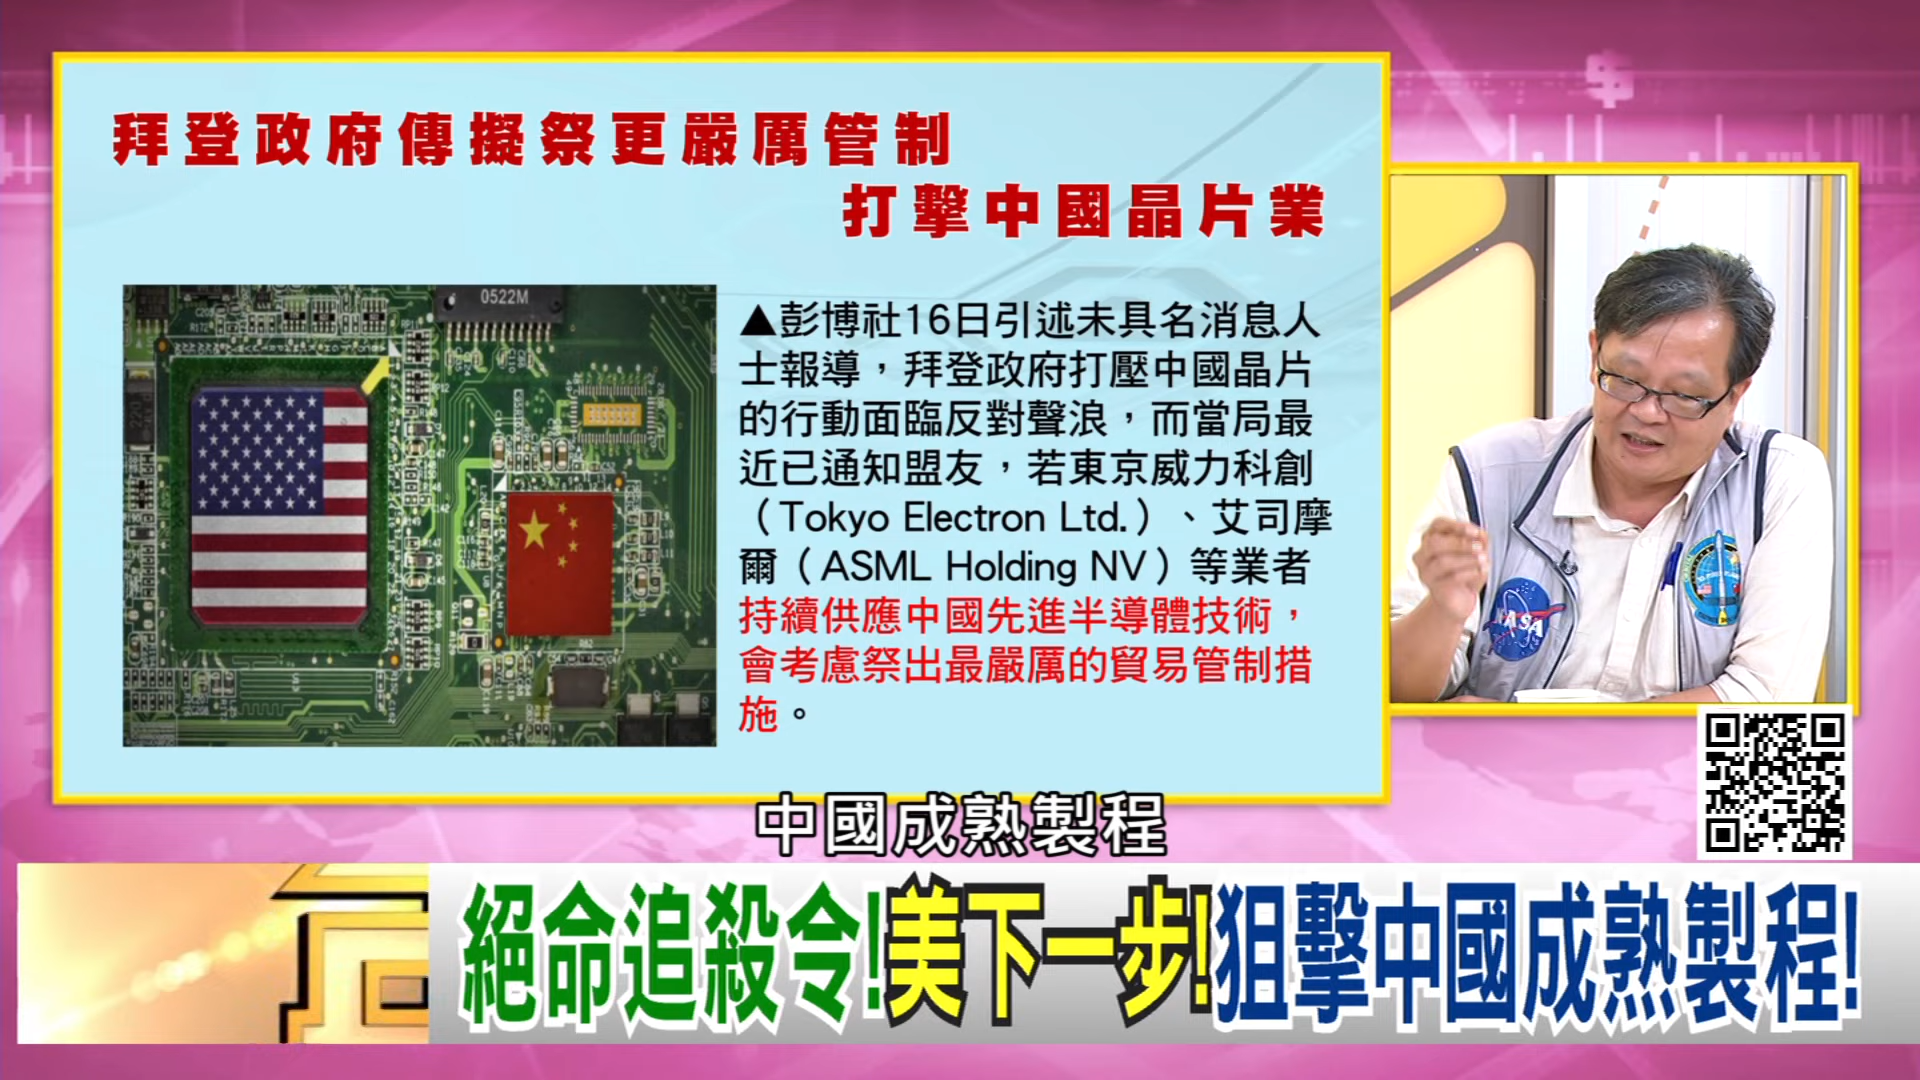 拜登政府傳擬祭更嚴厲管制
打擊中國晶片業
0522M
▲彭博社16日引述未具名消息人
士報導，拜登政府打壓中國晶片
的行動面臨反對聲浪，而當局最
近已通知盟友，若東京威力科創
（Tokyo Electron Ltd.）、艾司摩
爾（ASML Holding NV）等業者
持續供應中國先進半導體技術，
會考慮祭出最嚴厲的貿易管制措
施。
NASA
中國成熟製程
絕命追殺令!美下一步!狙擊中國成熟製程!